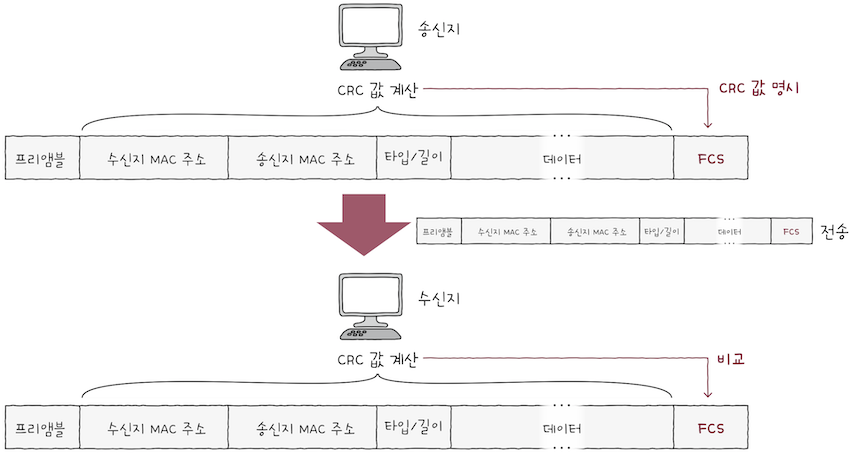 송신지
CRC 값 계산 CRC 값 명시
프리앰블 수신지 MAC 주소 송신지 MAC 주소 타입/길이 데이터 FCS
프리앰블 수신지 MAC 주소 송신지 MAC 주소 타입/길이 데이터 FCS 전송
수신지
CRC 값 계산 비교
프리앰블 수신지 MAC 주소 송신지 MAC 주소 타입/길이 데이터 FCS